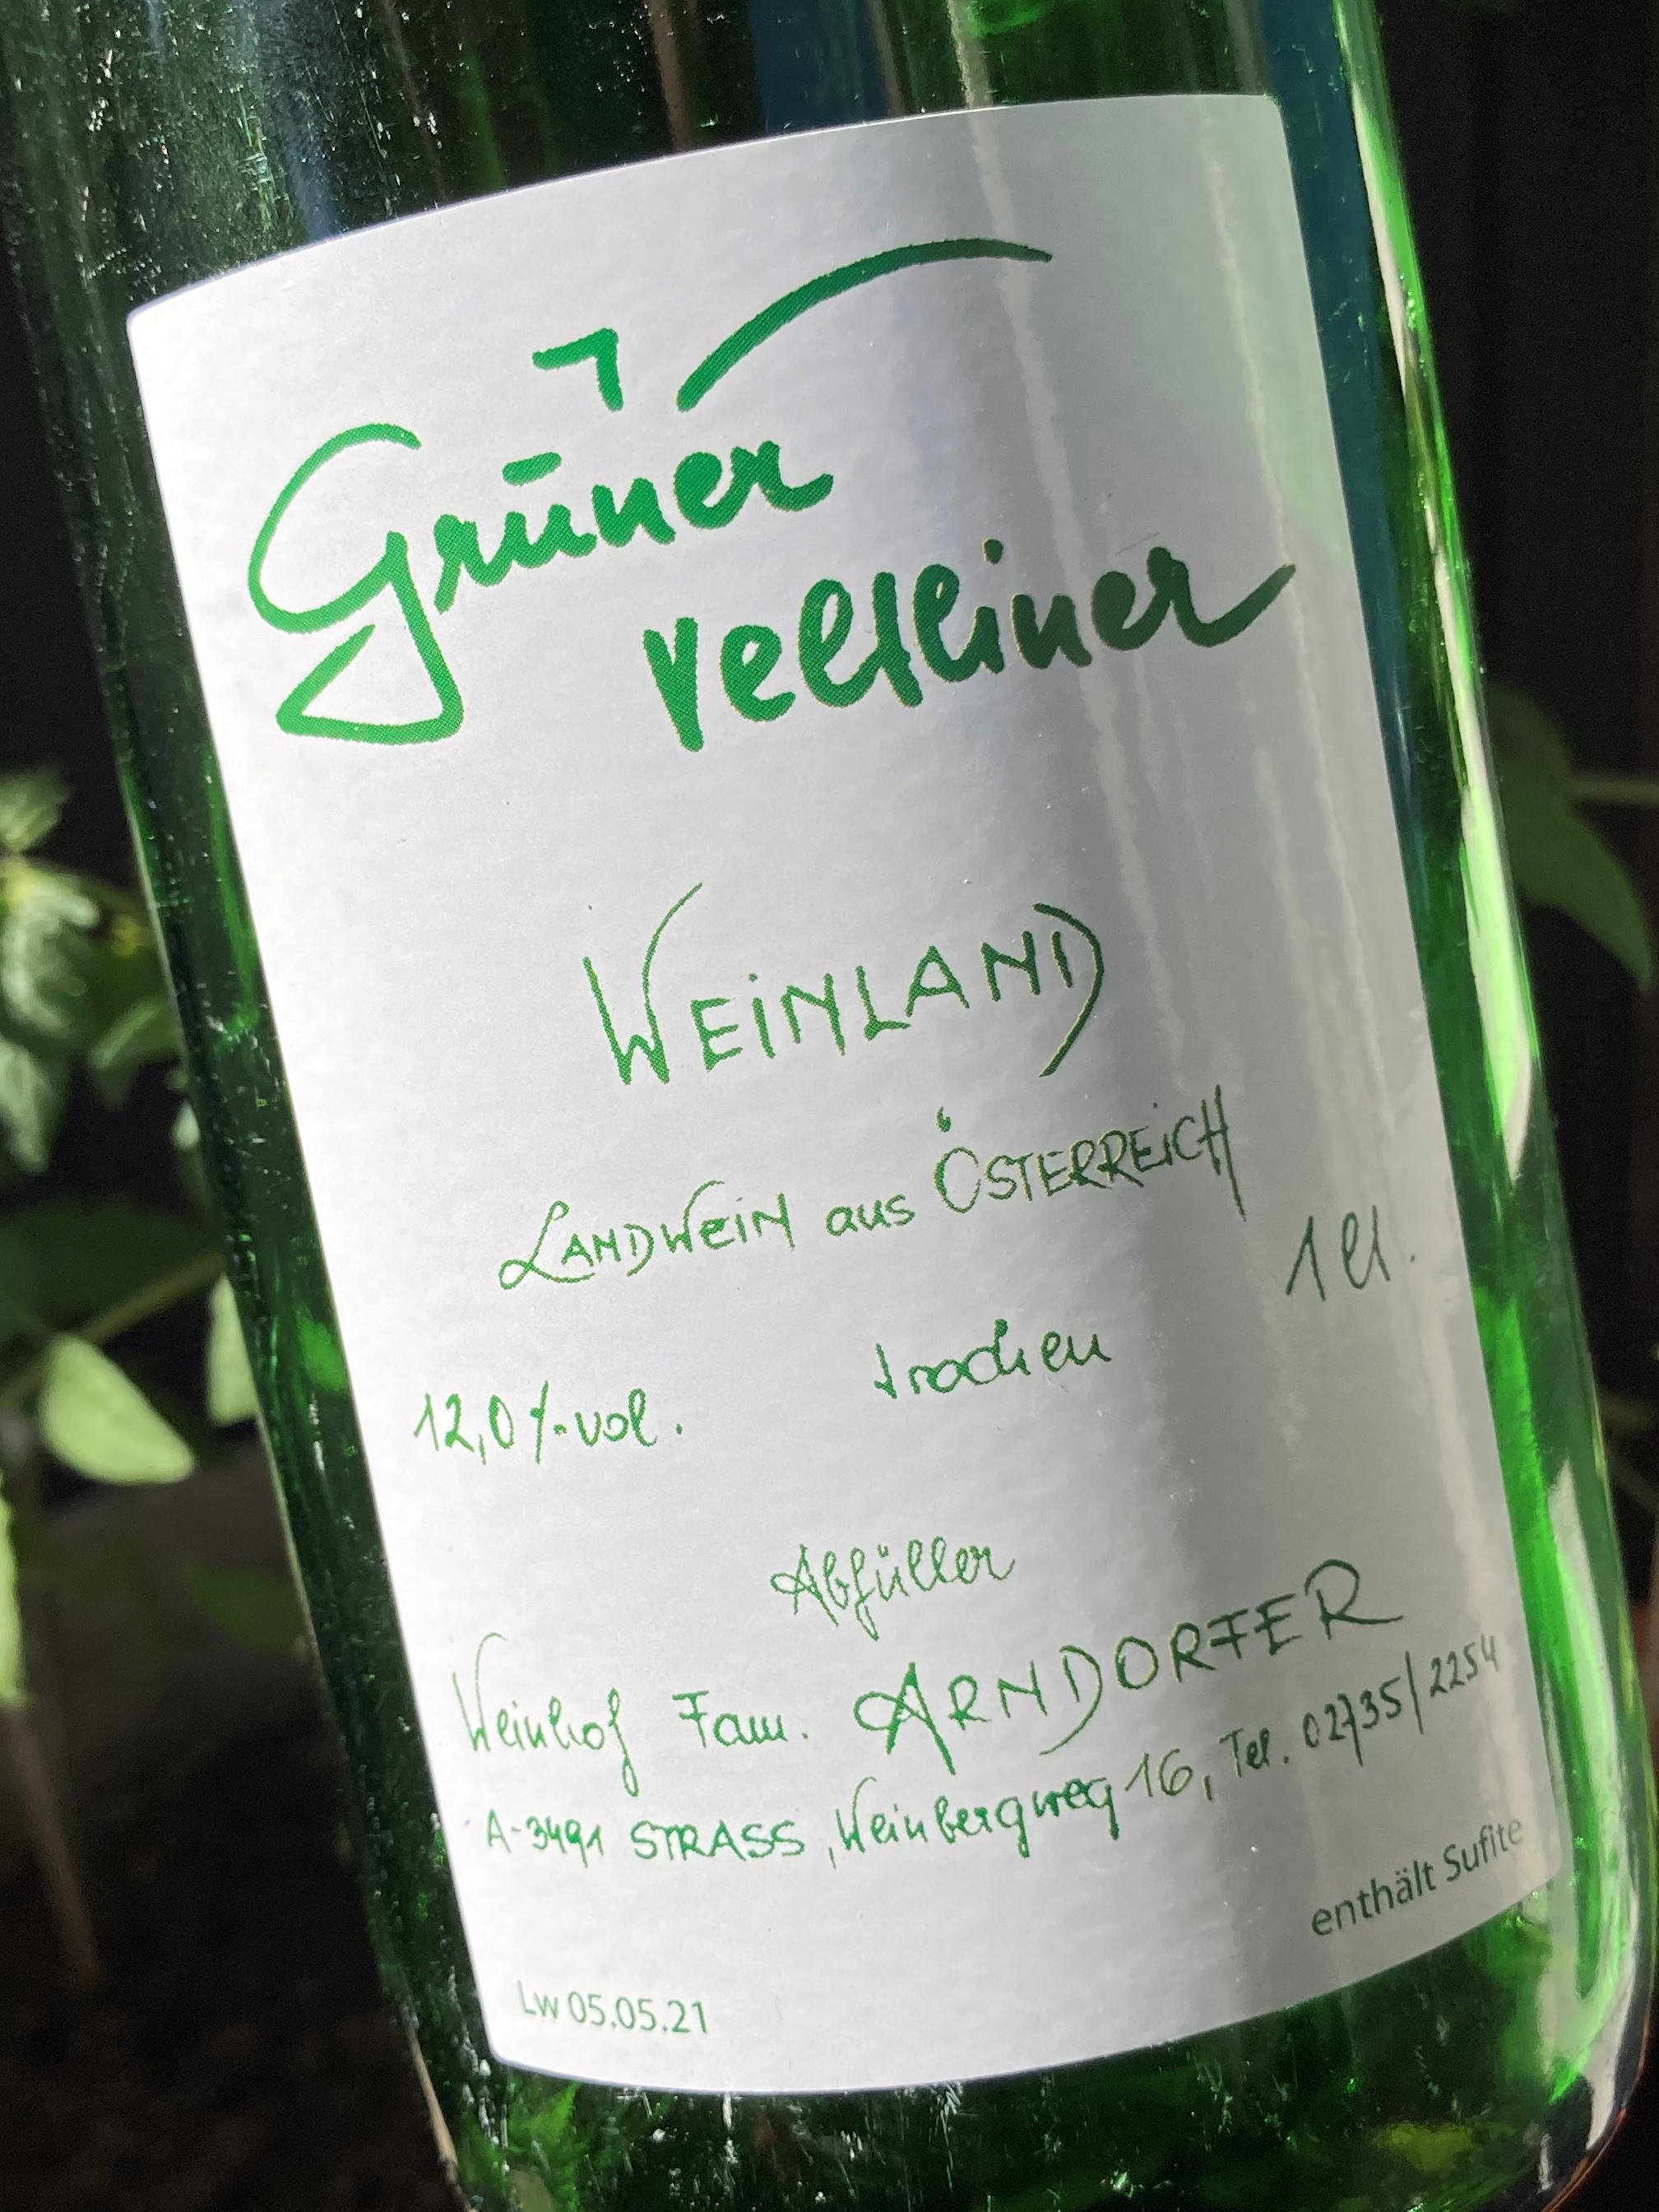 Grüner
Veltliner
WEINLAND
LANDWEIN aus ÖSTERREICH
1 lt.
trocken
12,0 %vol.
Abfüller
Weinhof Fam. ARNDORFER
A-3491 STRASS, Weinbergweg 16, Tel. 02735/2254
enthält Sufite
Lw 05.05.21